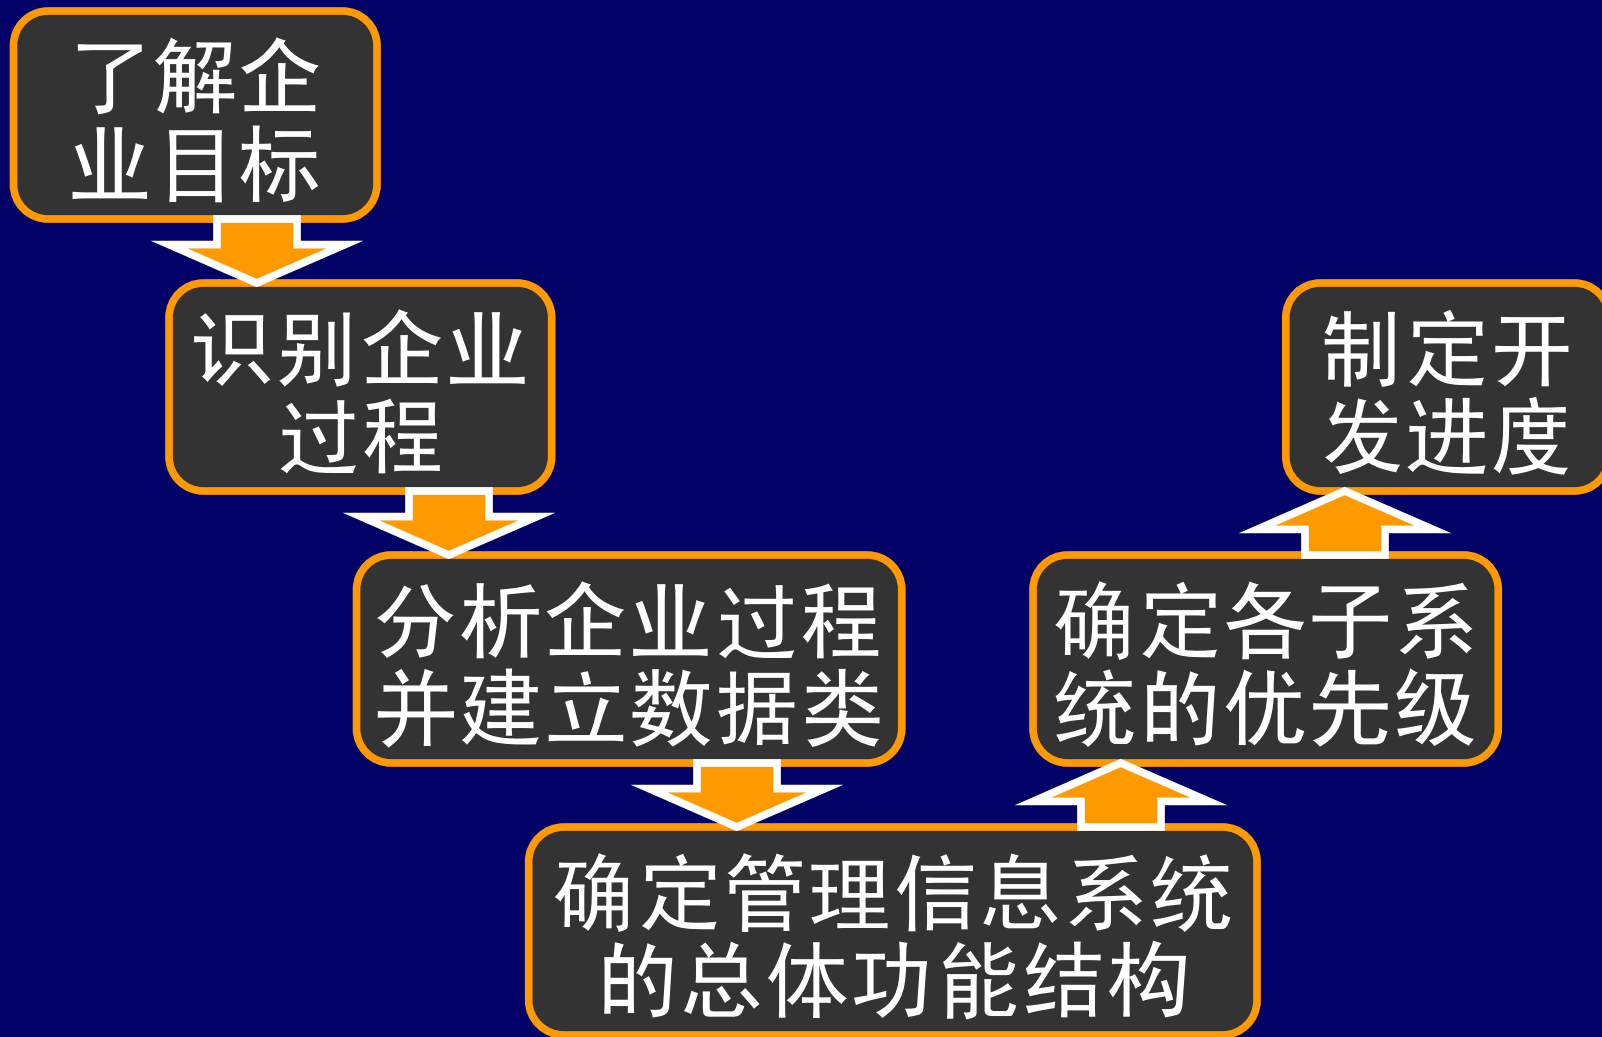 了解企
业目标
识别企业
过程
分析企业过程
并建立数据类
确定管理信息系统
的总体功能结构
确定各子系
统的优先级
制定开
发进度